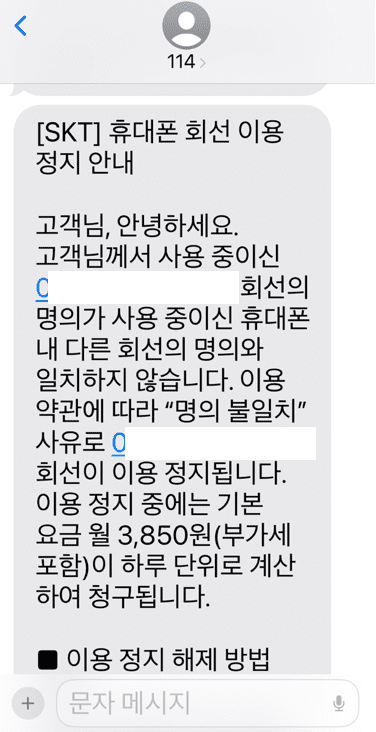 114
[SKT] 휴대폰 회선 이용
정지 안내
고객님, 안녕하세요.
고객님께서 사용 중이신
0
회선의
명의가 사용 중이신 휴대폰
내 다른 회선의 명의와
일치하지 않습니다. 이용
약관에 따라 “명의 불일치”
사유로 0
회선이 이용 정지됩니다.
이용 정지 중에는 기본
요금 월 3,850원(부가세
포함)이 하루 단위로 계산
하여 청구됩니다.
■ 이용 정지 해제 방법
문자 메시지